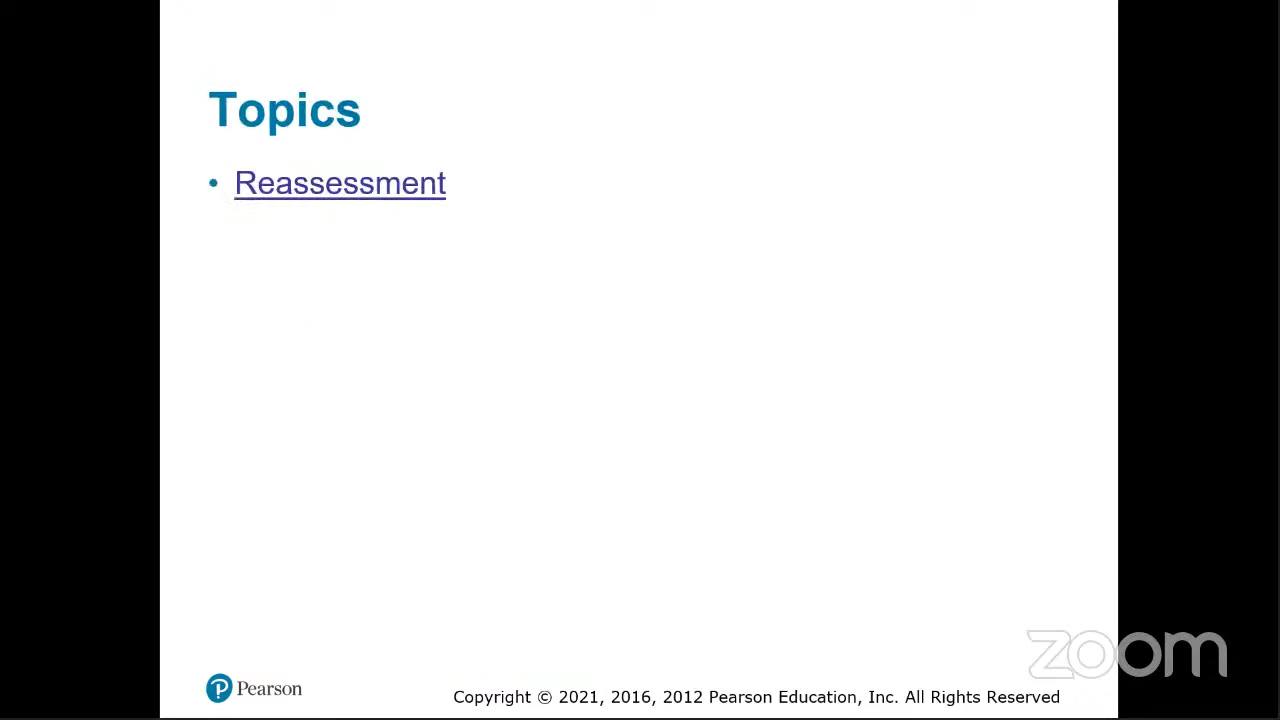 Topics
• Reassessment
Pearson
Copyright © 2021, 2016, 2012 Pearson Education, Inc. All Rights Reserved
zoom